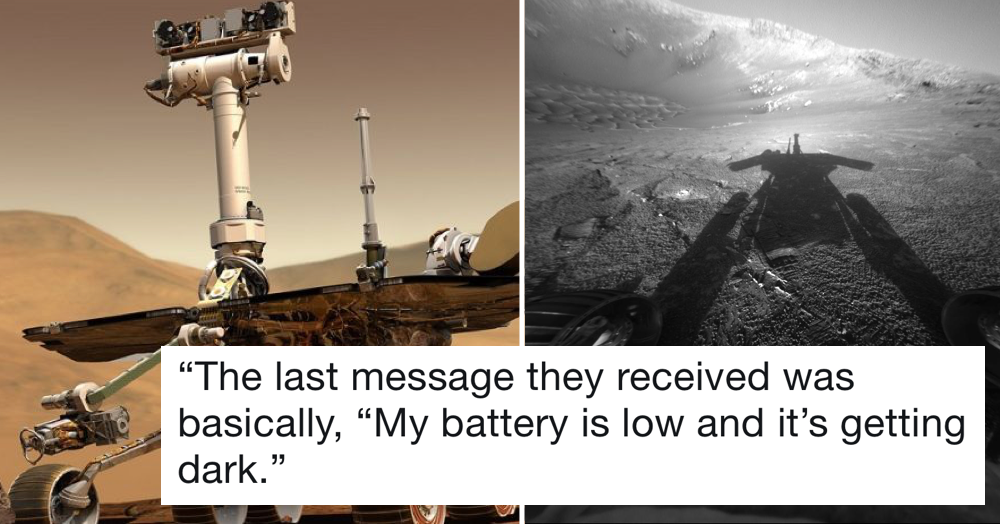 “The last message they received was
basically, “My battery is low and it’s getting
dark.”